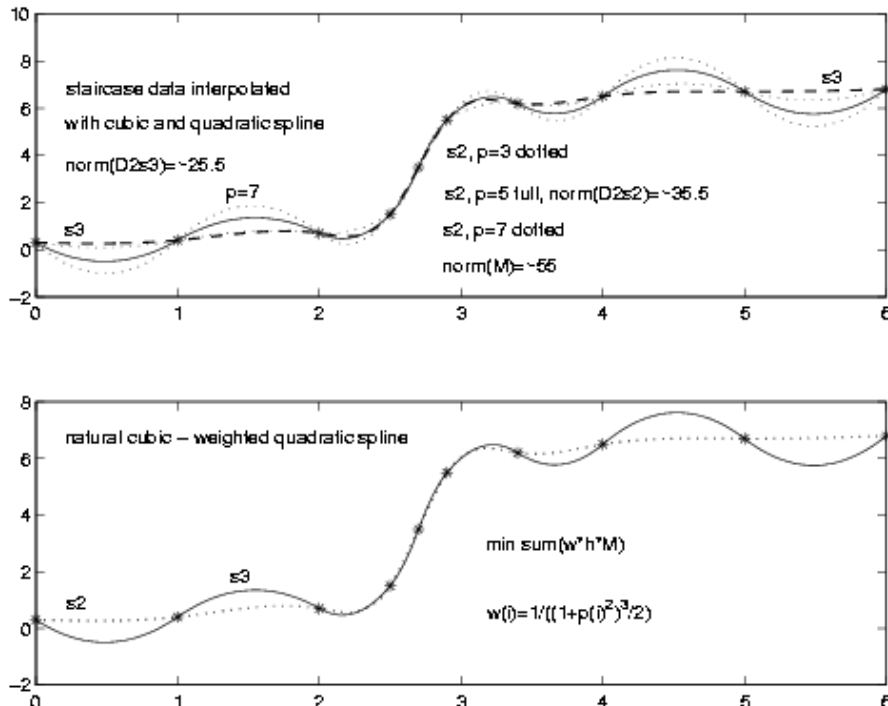 10
8
6
4
2
0
−2
staircase data interpolated
with cubic and quadratic spline
norm(D2s3)=~25.5
p=7
s3
s3
s2, p=3 dotted
s2, p=5 full, norm(D2s2)=~35.5
s2, p=7 dotted
norm(M)=~55
0 1 2 3 4 5 6
8
6
4
2
0
−2
natural cubic − weighted quadratic spline
s3
s2
min sum(w*h*M)
w(i)=1/((1+p(i)^2)^3/2)
0 1 2 3 4 5 6